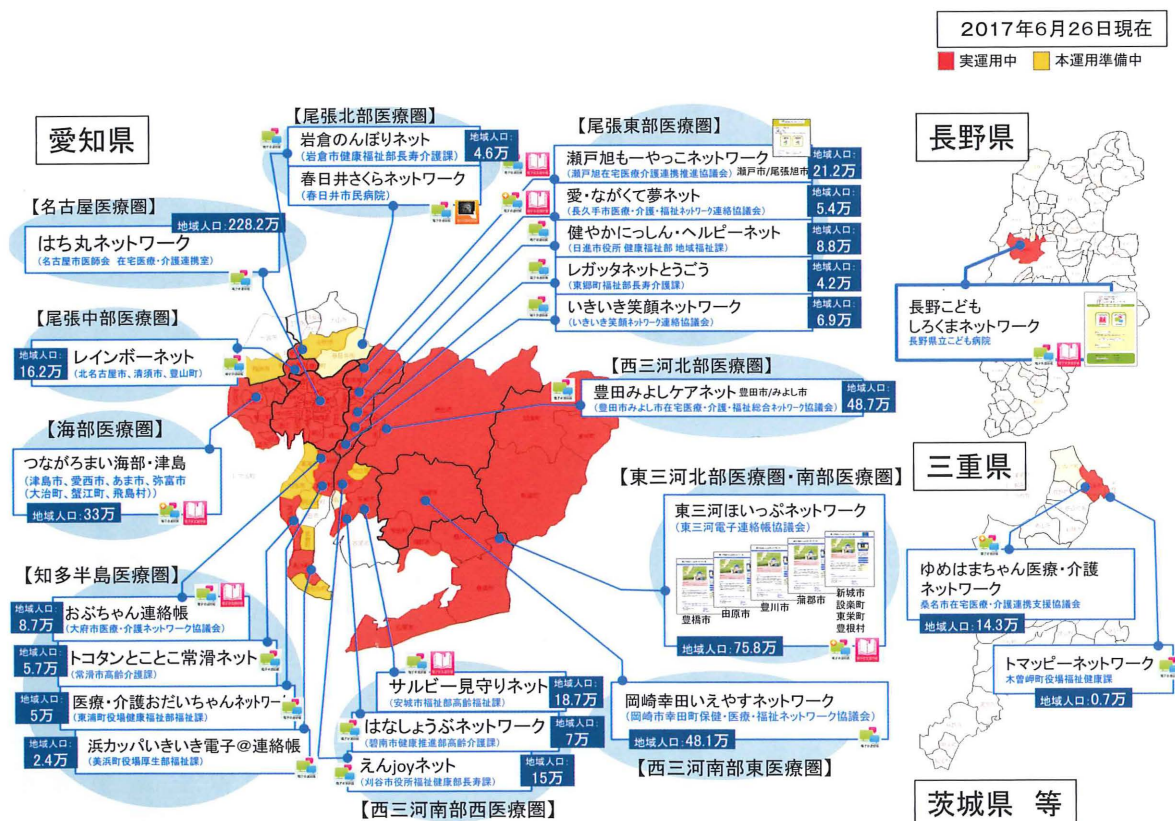 2017年6月26日現在
実運用中
本運用準備中
愛知県
【尾張北部医療圏】
岩倉のんぼりネット
(岩倉市健康福祉部長寿介護課)
地域人口:
4.6万
春日井さくらネットワーク
(春日井市民病院)
【名古屋医療圏】
地域人口:228.2万
はち丸ネットワーク
(名古屋市医師会 在宅医療・介護連携室)
【尾張中部医療圏】
地域人口:
16.2万
レインボーネット
(北名古屋市、清須市、豊山町)
【海部医療圏】
つながろまい海部・津島
(津島市、愛西市、あま市、弥富市
(大治町、蟹江町、飛島村))
地域人口:33万
【知多半島医療圏】
地域人口:
8.7万
おぶちゃん連絡帳
(大府市医療・介護ネットワーク協議会)
地域人口:
5.7万
トコタンとことこ常滑ネット
(常滑市高齢介護課)
地域人口:
5万
医療・介護おだいちゃんネットワー
(東浦町役場健康福祉部福祉課)
地域人口:
2.4万
浜カッパいきいき電子@連絡帳
(美浜町役場厚生部福祉課)
【尾張東部医療圏】
瀬戸旭もーやっこネットワーク
(瀬戸旭在宅医療介護連携推進協議会) 瀬戸市/尾張旭市
地域人口:
21.2万
愛・ながくて夢ネット
(長久手市医療・介護・福祉ネットワーク連絡協議会)
地域人口:
5.4万
健やかにっしん・ヘルピーネット
(日進市役所 健康福祉部 地域福祉課)
地域人口:
8.8万
レガッタネットとうごう
(東郷町福祉部長寿介護課)
地域人口:
4.2万
いきいき笑顔ネットワーク
(いきいき笑顔ネットワーク連絡協議会)
地域人口:
6.9万
【西三河北部医療圏】
豊田みよしケアネット 豊田市/みよし市
(豊田市みよし市在宅医療・介護・福祉総合ネットワーク協議会)
地域人口:
48.7万
【東三河北部医療圏・南部医療圏】
東三河ほいっぷネットワーク
(東三河電子連絡帳協議会)
豊橋市
田原市
豊川市
蒲郡市
新城市
設楽町
東栄町
豊根村
地域人口:75.8万
サルビー見守りネット
(安城市福祉部高齢福祉課)
地域人口:
18.7万
はなしょうぶネットワーク
(碧南市健康推進部高齢介護課)
地域人口:
7万
えんjoyネット
(刈谷市役所福祉健康部長寿課)
地域人口:
15万
【西三河南部西医療圏】
岡崎幸田いえやすネットワーク
(岡崎市幸田町保健・医療・福祉ネットワーク協議会)
地域人口:48.1万
【西三河南部東医療圏】
長野県
長野こども
しろくまネットワーク
長野県立こども病院
三重県
ゆめはまちゃん医療・介護
ネットワーク
桑名市在宅医療・介護連携支援協議会
地域人口:14.3万
トマッピーネットワーク
木曽岬町役場福祉健康課
地域人口:0.7万
茨城県 等